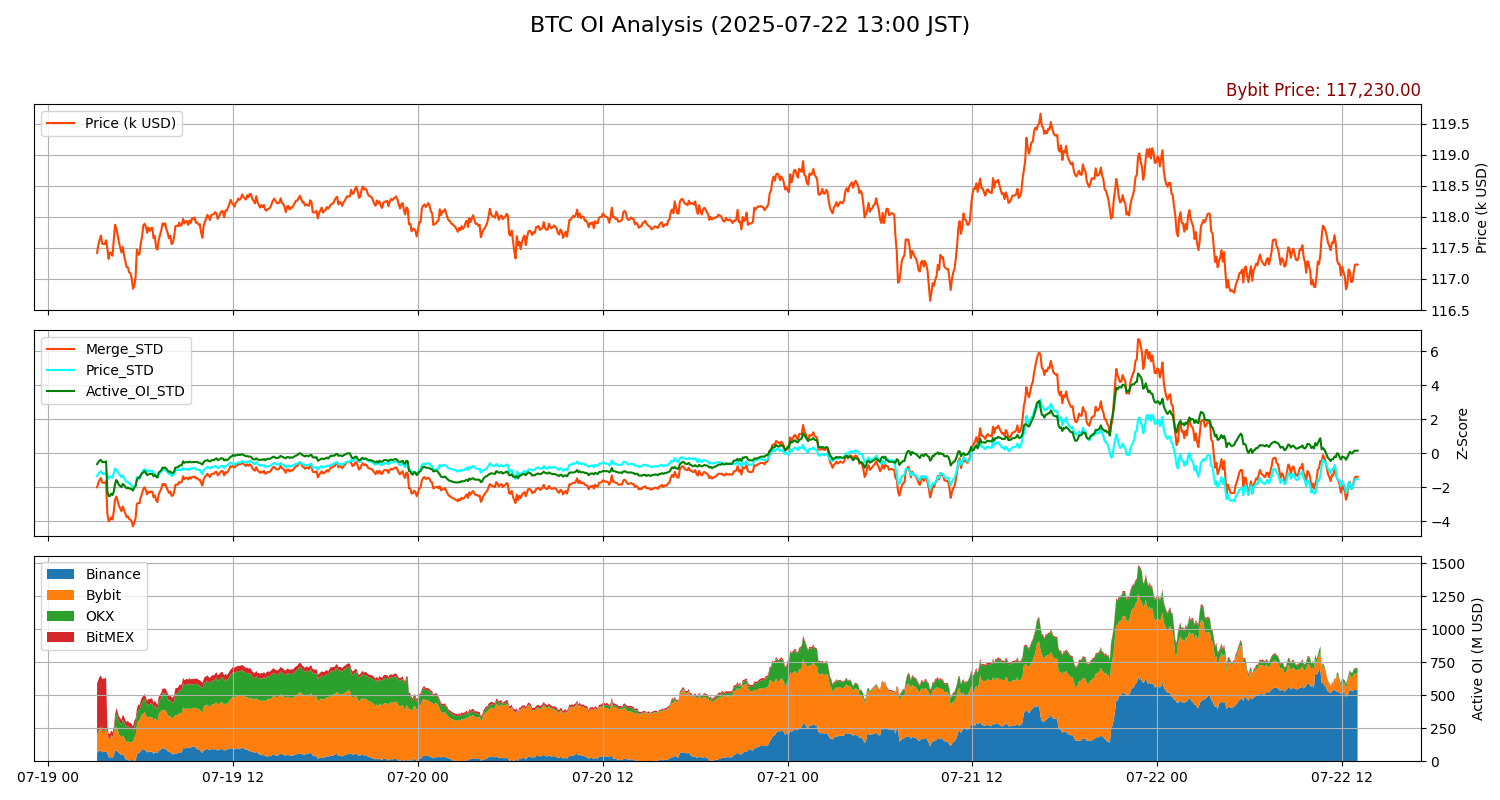 BTC OI Analysis (2025-07-22 13:00 JST)
Bybit Price: 117,230.00
Price (k USD)
119.5
119.0
118.5
118.0
117.5
117.0
116.5
Price (k USD)
Merge_STD
Price_STD
Active_OI_STD
6
4
2
0
−2
−4
Z-Score
Binance
Bybit
OKX
BitMEX
1500
1250
1000
750
500
250
0
Active OI (M USD)
07-19 00
07-19 12
07-20 00
07-20 12
07-21 00
07-21 12
07-22 00
07-22 12